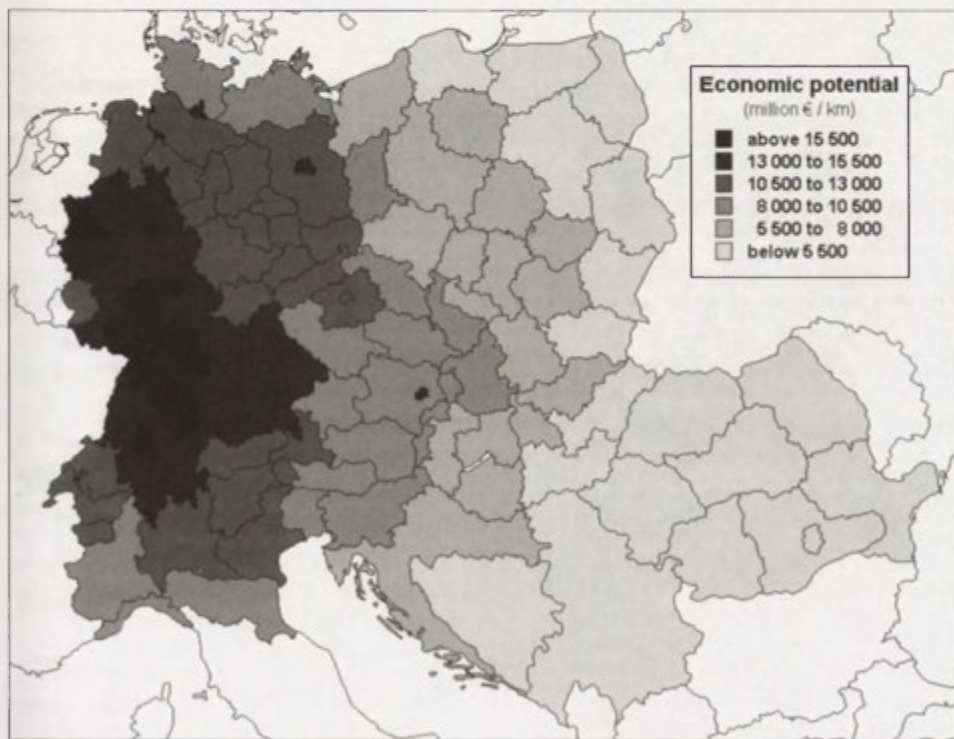 Economic potential
(million € / km)
above 15 500
13 000 to 15 500
10 500 to 13 000
8 000 to 10 500
5 500 to 8 000
below 5 500